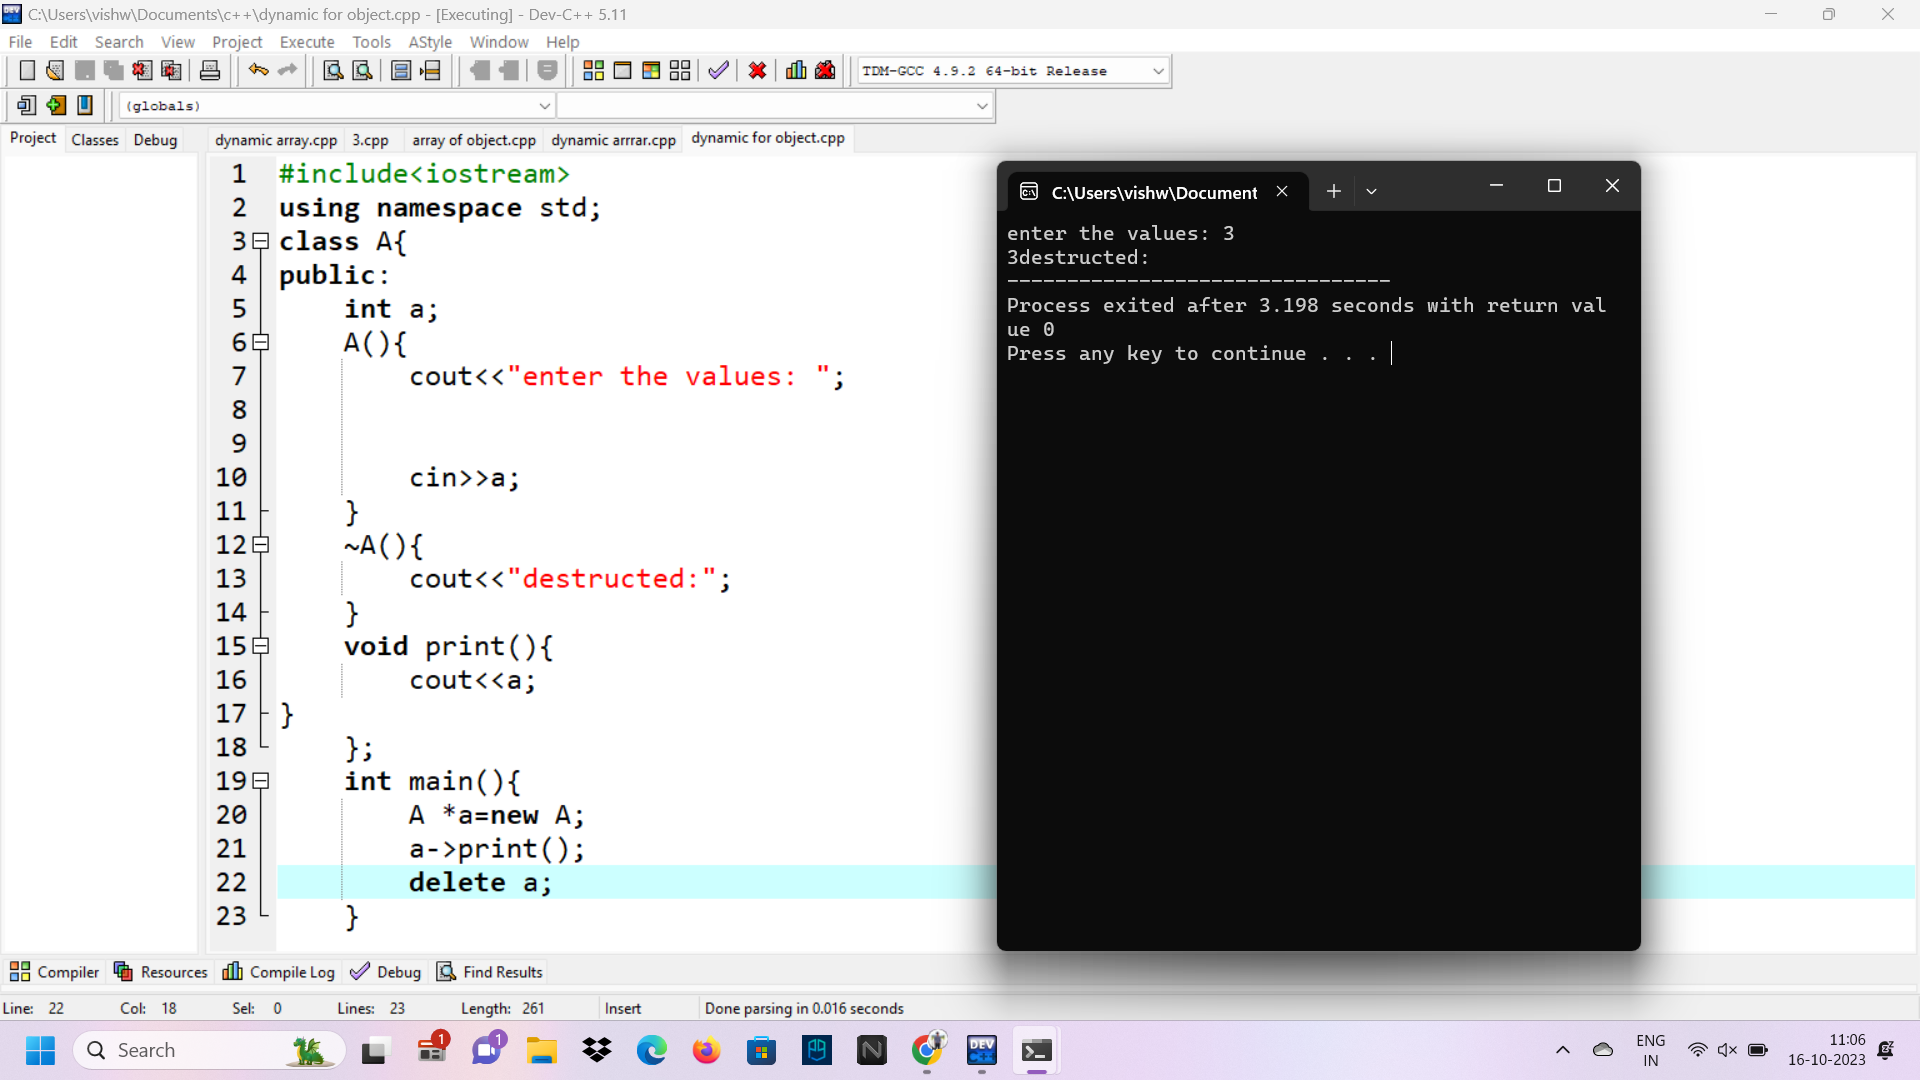 C:\Users\vishw\Documents\c++\dynamic for object.cpp - [Executing] - Dev-C++ 5.11
File Edit Search View Project Execute Tools AStyle Window Help
TDM-GCC 4.9.2 64-bit Release
(globals)
Project Classes Debug
dynamic array.cpp 3.cpp array of object.cpp dynamic arrrar.cpp dynamic for object.cpp
1 #include<iostream>
2 using namespace std;
3 class A{
4 public:
5 int a;
6 A(){
7 cout<<"enter the values: ";
8
9
10 cin>>a;
11 }
12 ~A(){
13 cout<<"destructed:";
14 }
15 void print(){
16 cout<<a;
17 }
18 };
19 int main(){
20 A *a=new A;
21 a->print();
22 delete a;
23 }
C:\Users\vishw\Document
enter the values: 3
3destructed:
--------------------------------
Process exited after 3.198 seconds with return val
ue 0
Press any key to continue . . .
Compiler Resources Compile Log Debug Find Results
Line: 22 Col: 18 Sel: 0 Lines: 23 Length: 261 Insert Done parsing in 0.016 seconds
Search
1
1
DEV
C++
ENG
IN
11:06
16-10-2023